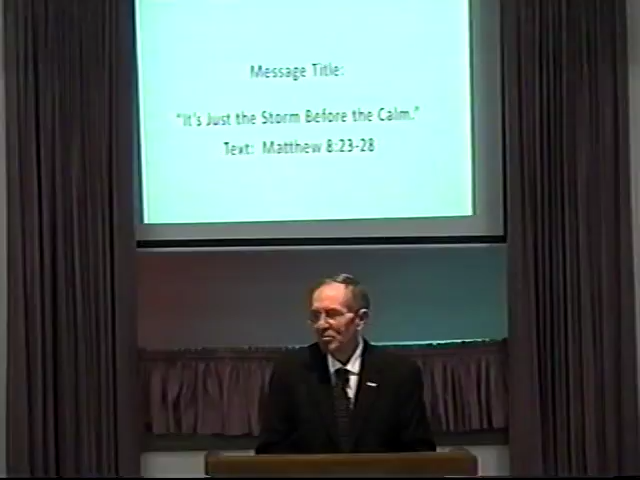 Message Title:
"It's Just the Storm Before the Calm."
Text: Matthew 8:23-28